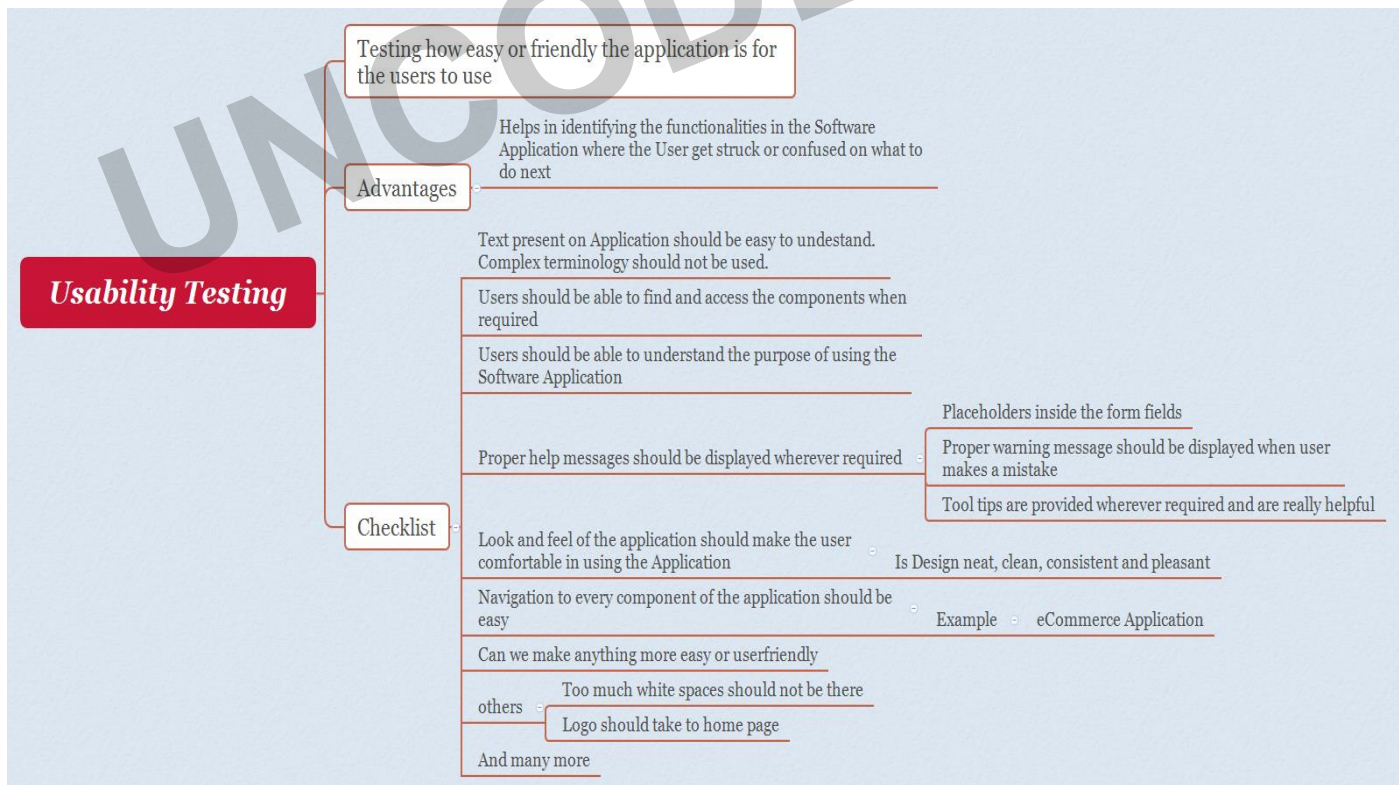 UNCODE
Testing how easy or friendly the application is for
the users to use
Helps in identifying the functionalities in the Software
Application where the User get struck or confused on what to
do next
Advantages
Usability Testing
Text present on Application should be easy to undestand.
Complex terminology should not be used.
Users should be able to find and access the components when
required
Users should be able to understand the purpose of using the
Software Application
Proper help messages should be displayed wherever required
Placeholders inside the form fields
Proper warning message should be displayed when user
makes a mistake
Tool tips are provided wherever required and are really helpful
Checklist
Look and feel of the application should make the user
comfortable in using the Application
Is Design neat, clean, consistent and pleasant
Navigation to every component of the application should be
easy
Example
eCommerce Application
Can we make anything more easy or userfriendly
others
Too much white spaces should not be there
Logo should take to home page
And many more